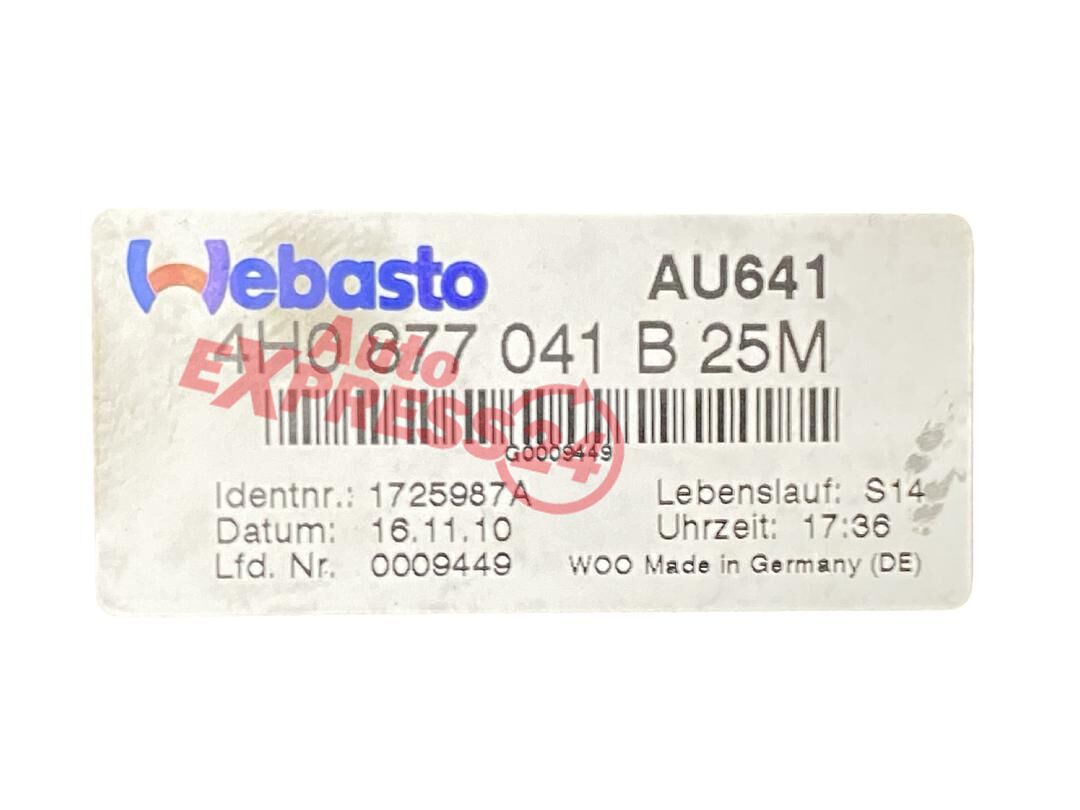 Webasto AU641
4H0 877 041 B 25M
Auto
EXPRESS24
G0009449
Identnr.: 1725987A Lebenslauf: S14
Datum: 16.11.10 Uhrzeit: 17:36
Lfd. Nr. 0009449 WOO Made in Germany (DE)